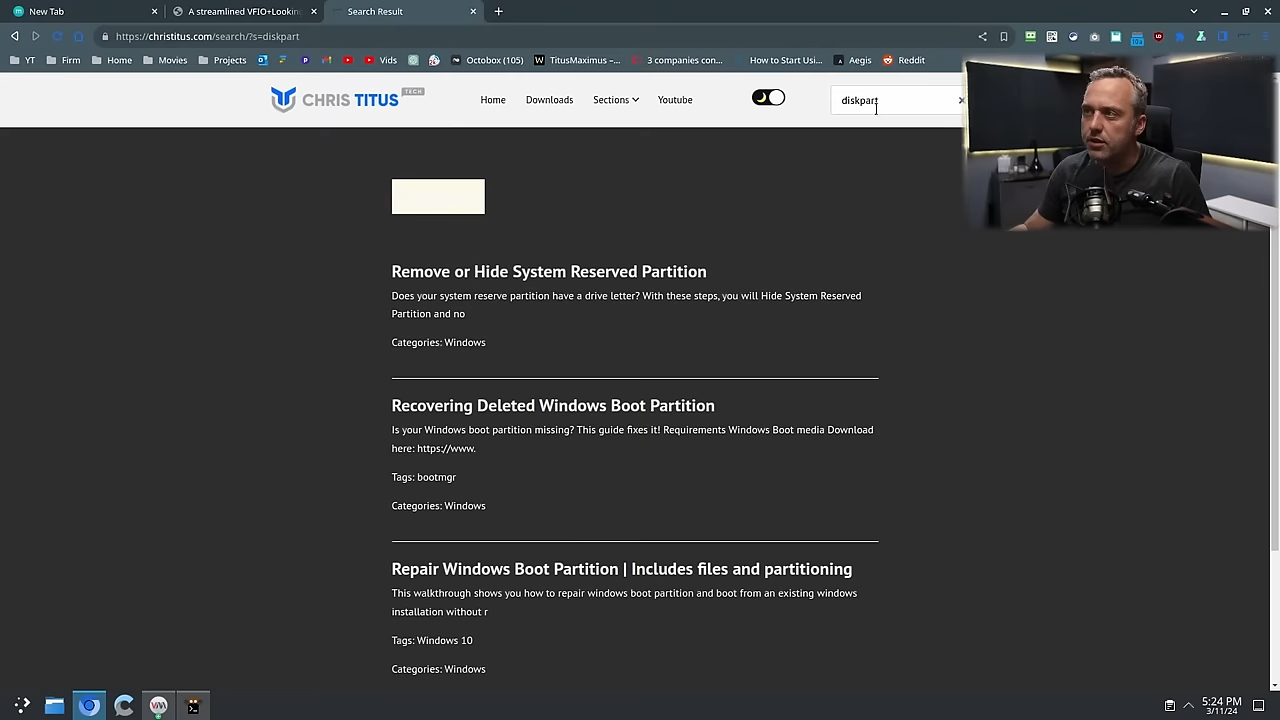 New Tab
A streamlined VFIO+Lookin
Search Result
https://christitus.com/search/?s=diskpart
YT
Firm
Home
Movies
Projects
Vids
Octobox (105)
TitusMaximus –...
3 companies con...
How to Start Usi...
Aegis
Reddit
CHRIS TITUS TECH
Home
Downloads
Sections
Youtube
diskpart
Remove or Hide System Reserved Partition
Does your system reserve partition have a drive letter? With these steps, you will Hide System Reserved
Partition and no
Categories: Windows
Recovering Deleted Windows Boot Partition
Is your Windows boot partition missing? This guide fixes it! Requirements Windows Boot media Download
here: https://www.
Tags: bootmgr
Categories: Windows
Repair Windows Boot Partition | Includes files and partitioning
This walkthrough shows you how to repair windows boot partition and boot from an existing windows
installation without r
Tags: Windows 10
Categories: Windows
5:24 PM
3/11/24